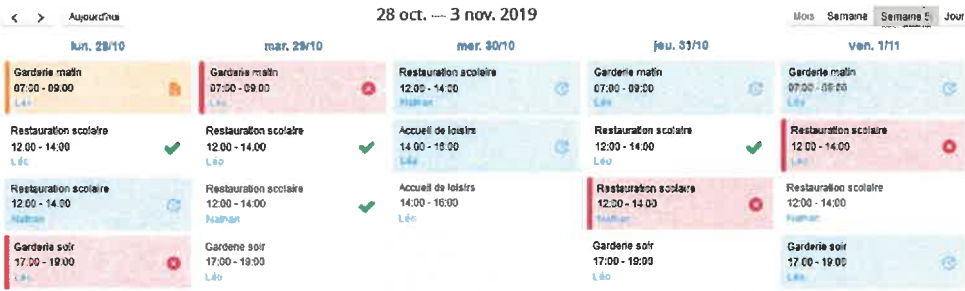 < > Aujourd'hui
28 oct. — 3 nov. 2019
Mois Semaine Semaine 5 Jour
lun. 28/10
Garderie matin
07:00 - 09:00
Léo
Restauration scolaire
12:00 - 14:00
Léo
Restauration scolaire
12:00 - 14:00
Nathan
Garderie soir
17:00 - 19:00
Léo
mar. 29/10
Garderie matin
07:00 - 09:00
Léo
Restauration scolaire
12:00 - 14:00
Léo
Restauration scolaire
12:00 - 14:00
Nathan
Garderie soir
17:00 - 19:00
Léo
mer. 30/10
Restauration scolaire
12:00 - 14:00
Nathan
Accueil de loisirs
14:00 - 16:00
Léo
Accueil de loisirs
14:00 - 16:00
Léo
jeu. 31/10
Garderie matin
07:00 - 09:00
Léo
Restauration scolaire
12:00 - 14:00
Léo
Restauration scolaire
12:00 - 14:00
Nathan
Garderie soir
17:00 - 19:00
Léo
ven. 1/11
Garderie matin
07:00 - 09:00
Léo
Restauration scolaire
12:00 - 14:00
Léo
Restauration scolaire
12:00 - 14:00
Nathan
Garderie soir
17:00 - 19:00
Léo